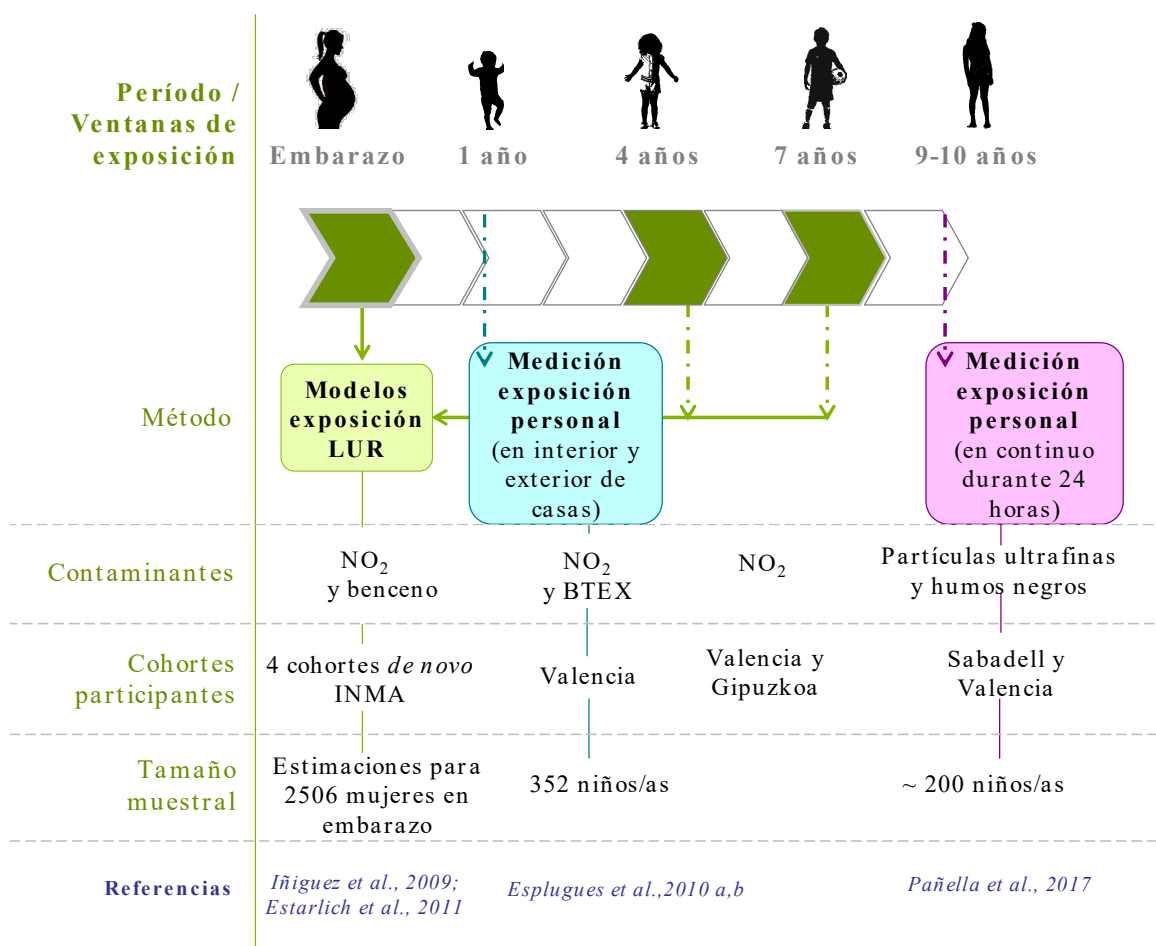 Período /
Ventanas de
exposición
Embarazo
1 año
4 años
7 años
9-10 años
Método
Modelos
exposición
LUR
Medición
exposición
personal
(en interior y
exterior de
casas)
Medición
exposición
personal
(en continuo
durante 24
horas)
Contaminantes
NO2
y benceno
NO2
y BTEX
NO2
Partículas ultrafinas
y humos negros
Cohortes
participantes
4 cohortes de novo
INMA
Valencia
Valencia y
Gipuzkoa
Sabadell y
Valencia
Tamaño
muestral
Estimaciones para
2506 mujeres en
embarazo
352 niños/as
~ 200 niños/as
Referencias
Iñiguez et al., 2009;
Estarlich et al., 2011
Esplugues et al.,2010 a,b
Pañella et al., 2017